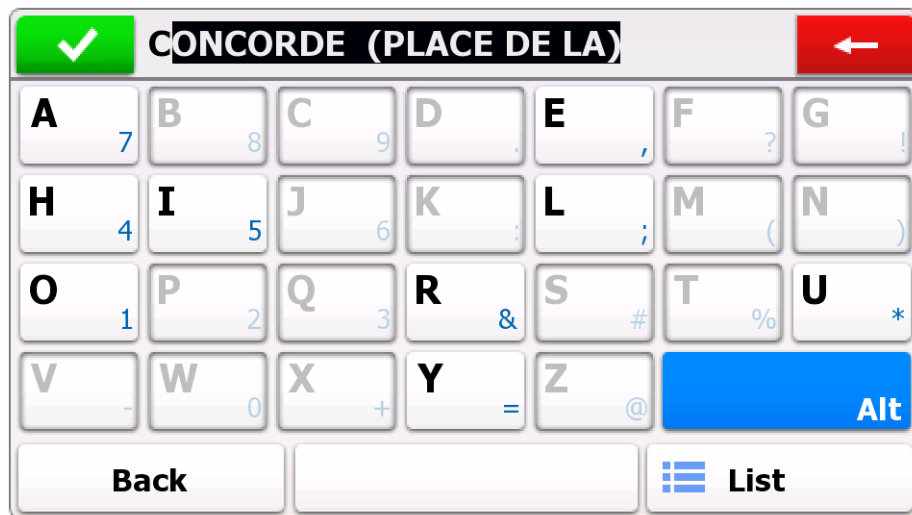 CONCORDE (PLACE DE LA)
A 7 B 8 C 9 D . E , F ? G !
H 4 I 5 J 6 K : L ; M ( N )
O 1 P 2 Q 3 R & S # T % U *
V - W 0 X + Y = Z @ Alt
Back List